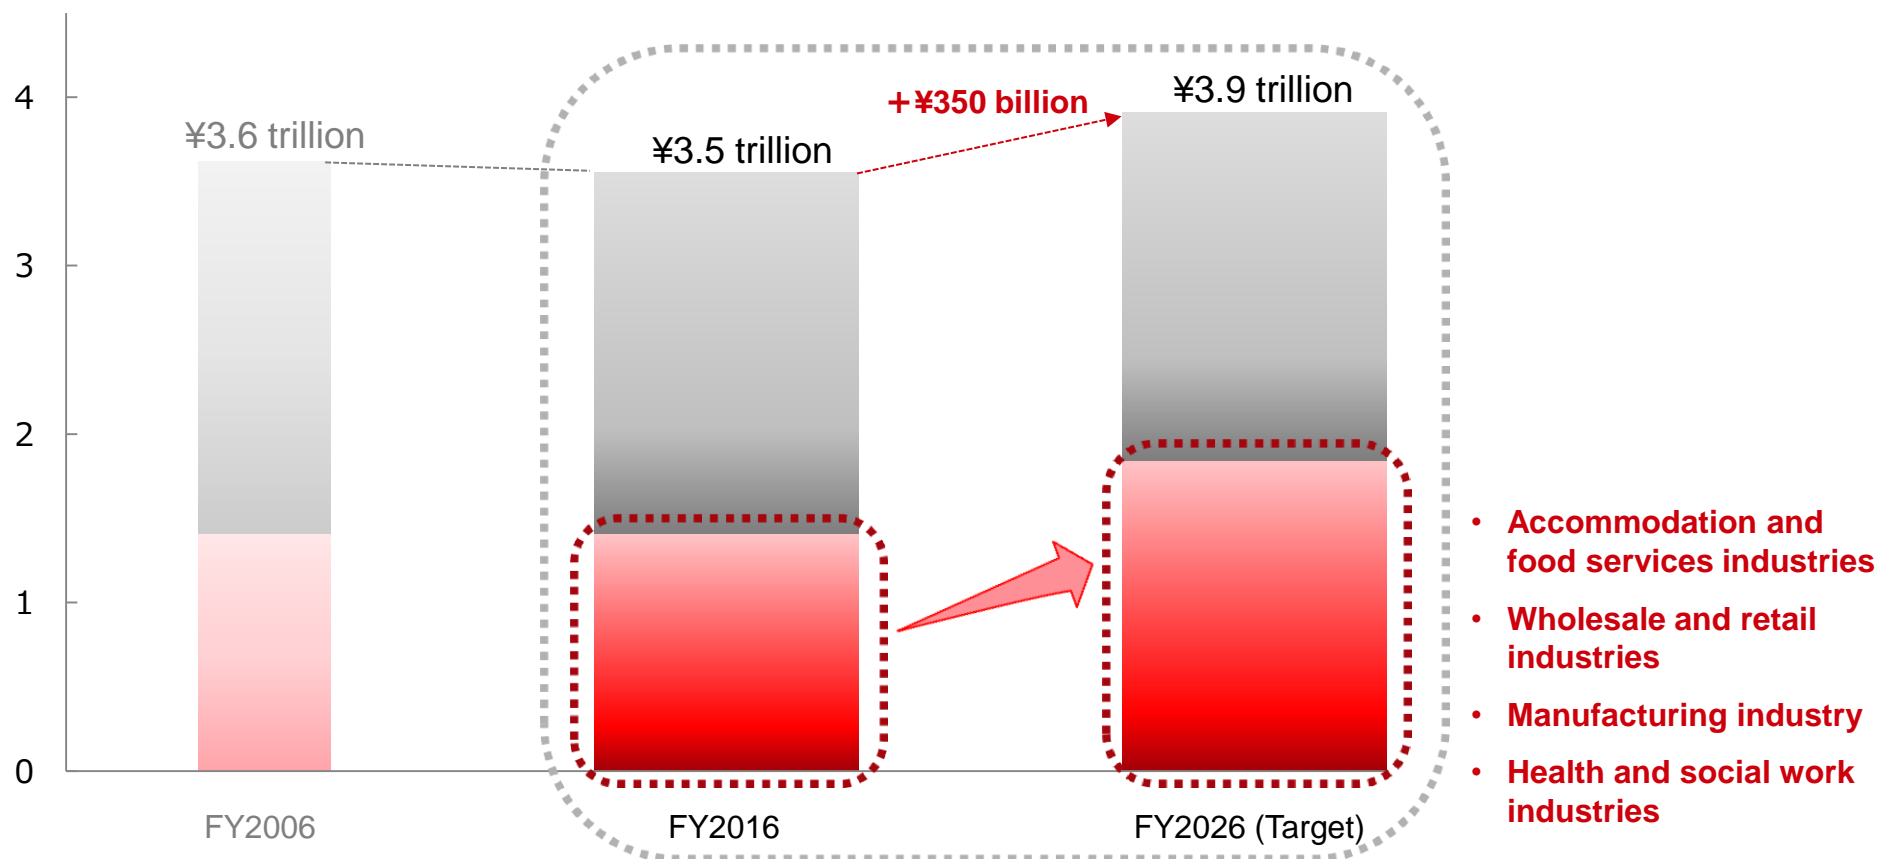 4
3
2
1
0
¥3.6 trillion
¥3.5 trillion
+¥350 billion
¥3.9 trillion
FY2006
FY2016
FY2026 (Target)
• Accommodation and
food services industries
• Wholesale and retail
industries
• Manufacturing industry
• Health and social work
industries